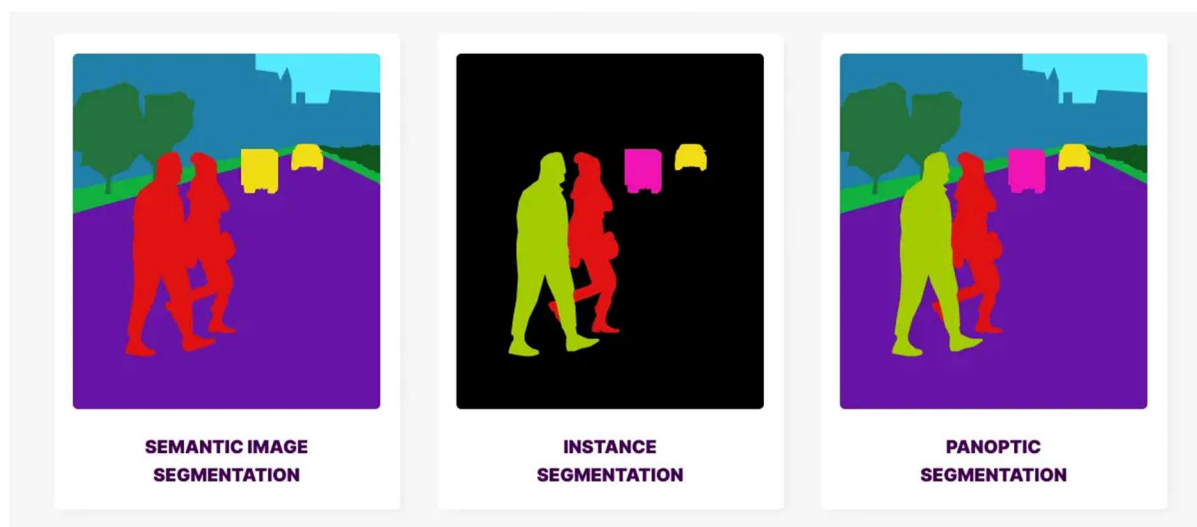 SEMANTIC IMAGE
SEGMENTATION
INSTANCE
SEGMENTATION
PANOPTIC
SEGMENTATION